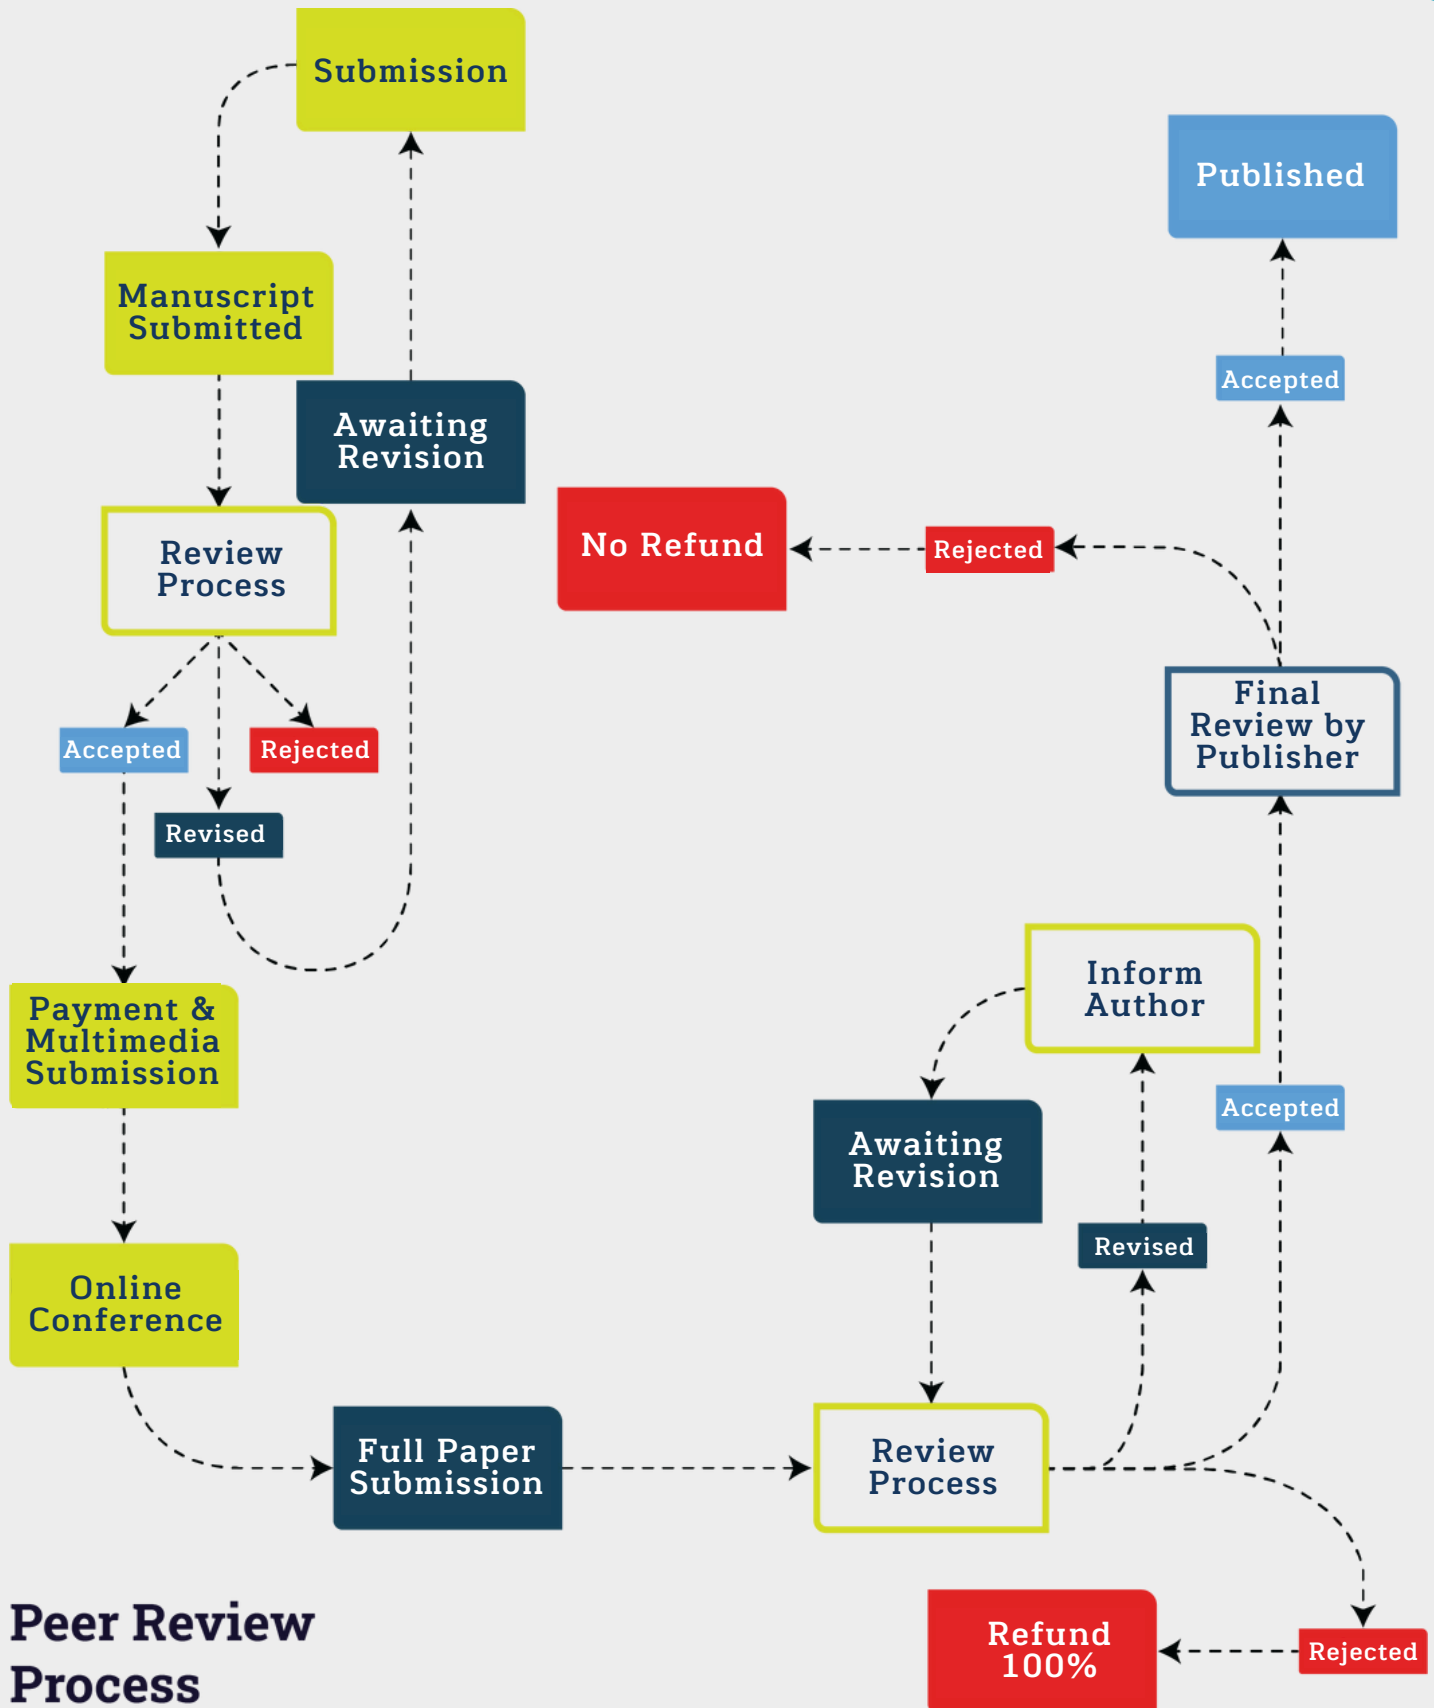 Submission
Manuscript
Submitted
Awaiting
Revision
Review
Process
Accepted
Rejected
Revised
Payment &
Multimedia
Submission
Online
Conference
Full Paper
Submission
Review
Process
Awaiting
Revision
Inform
Author
Revised
Accepted
Rejected
Refund
100%
Final
Review by
Publisher
Rejected
No Refund
Accepted
Published
Peer Review
Process